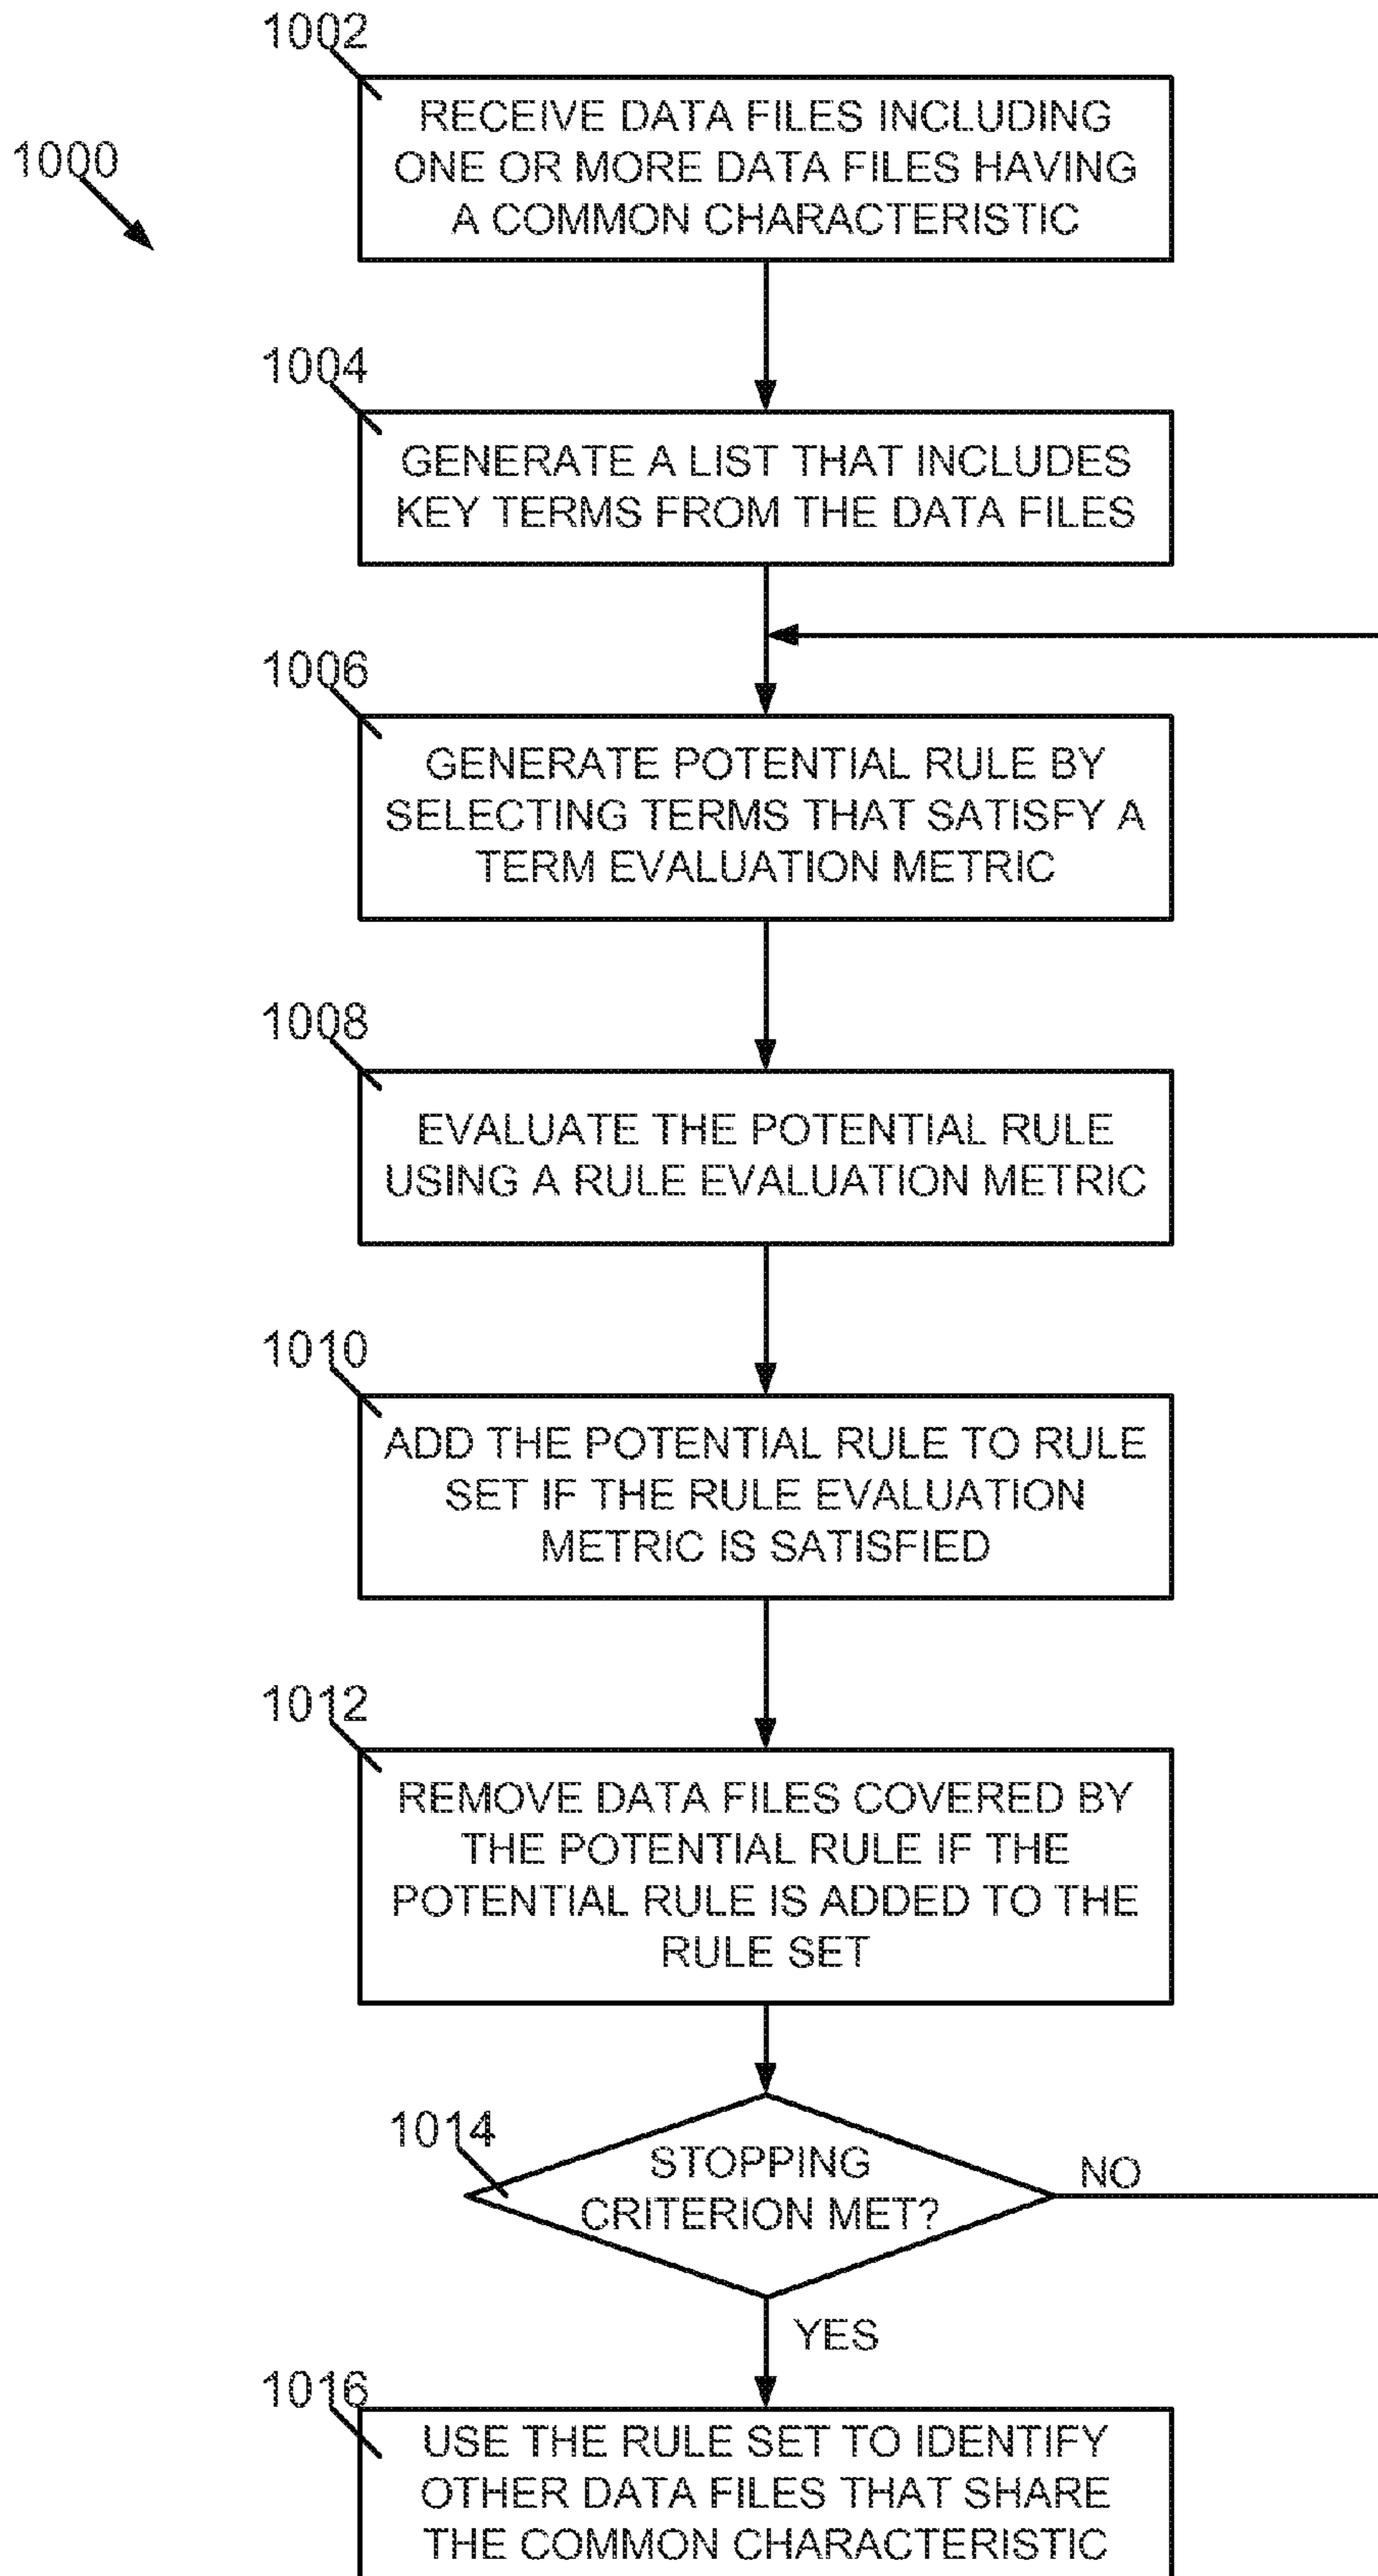 1002
RECEIVE DATA FILES INCLUDING
ONE OR MORE DATA FILES HAVING
A COMMON CHARACTERISTIC
1000
1004
GENERATE A LIST THAT INCLUDES
KEY TERMS FROM THE DATA FILES
1006
GENERATE POTENTIAL RULE BY
SELECTING TERMS THAT SATISFY A
TERM EVALUATION METRIC
1008
EVALUATE THE POTENTIAL RULE
USING A RULE EVALUATION METRIC
1010
ADD THE POTENTIAL RULE TO RULE
SET IF THE RULE EVALUATION
METRIC IS SATISFIED
1012
REMOVE DATA FILES COVERED BY
THE POTENTIAL RULE IF THE
POTENTIAL RULE IS ADDED TO THE
RULE SET
1014
STOPPING
CRITERION MET?
NO
YES
1016
USE THE RULE SET TO IDENTIFY
OTHER DATA FILES THAT SHARE
THE COMMON CHARACTERISTIC